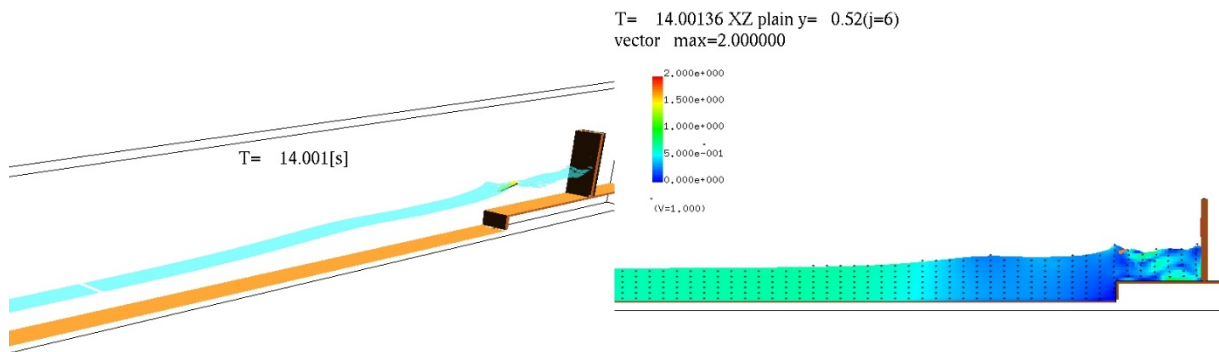 T=   14.001[s]
T=   14.00136 XZ plain y=   0.52(j=6)
vector   max=2.000000
2.000e+000
1.500e+000
1.000e+000
5.000e-001
0.000e+000
(V=1.000)